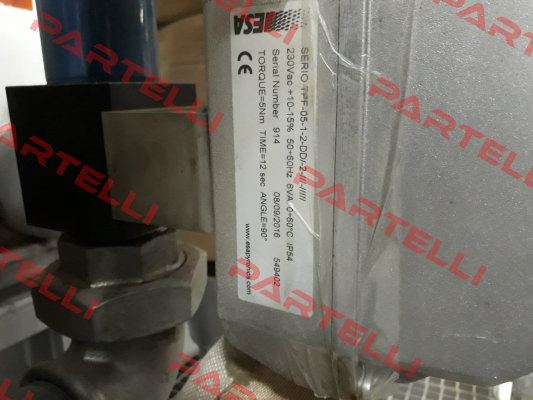 ESA
SERIO TPF-05-1-2-DD/-2-///-/////
230Vac +10-15% 50÷60Hz 6VA 0÷60°C IP54
Serial Number 914 08/09/2016 549402
TORQUE=5Nm TIME=12 sec ANGLE=90°
CE www.esapyronics.com
PARTELLI
PARTELLI
PARTELLI
PARTELLI
PARTELLI
PARTELLI
PARTELLI